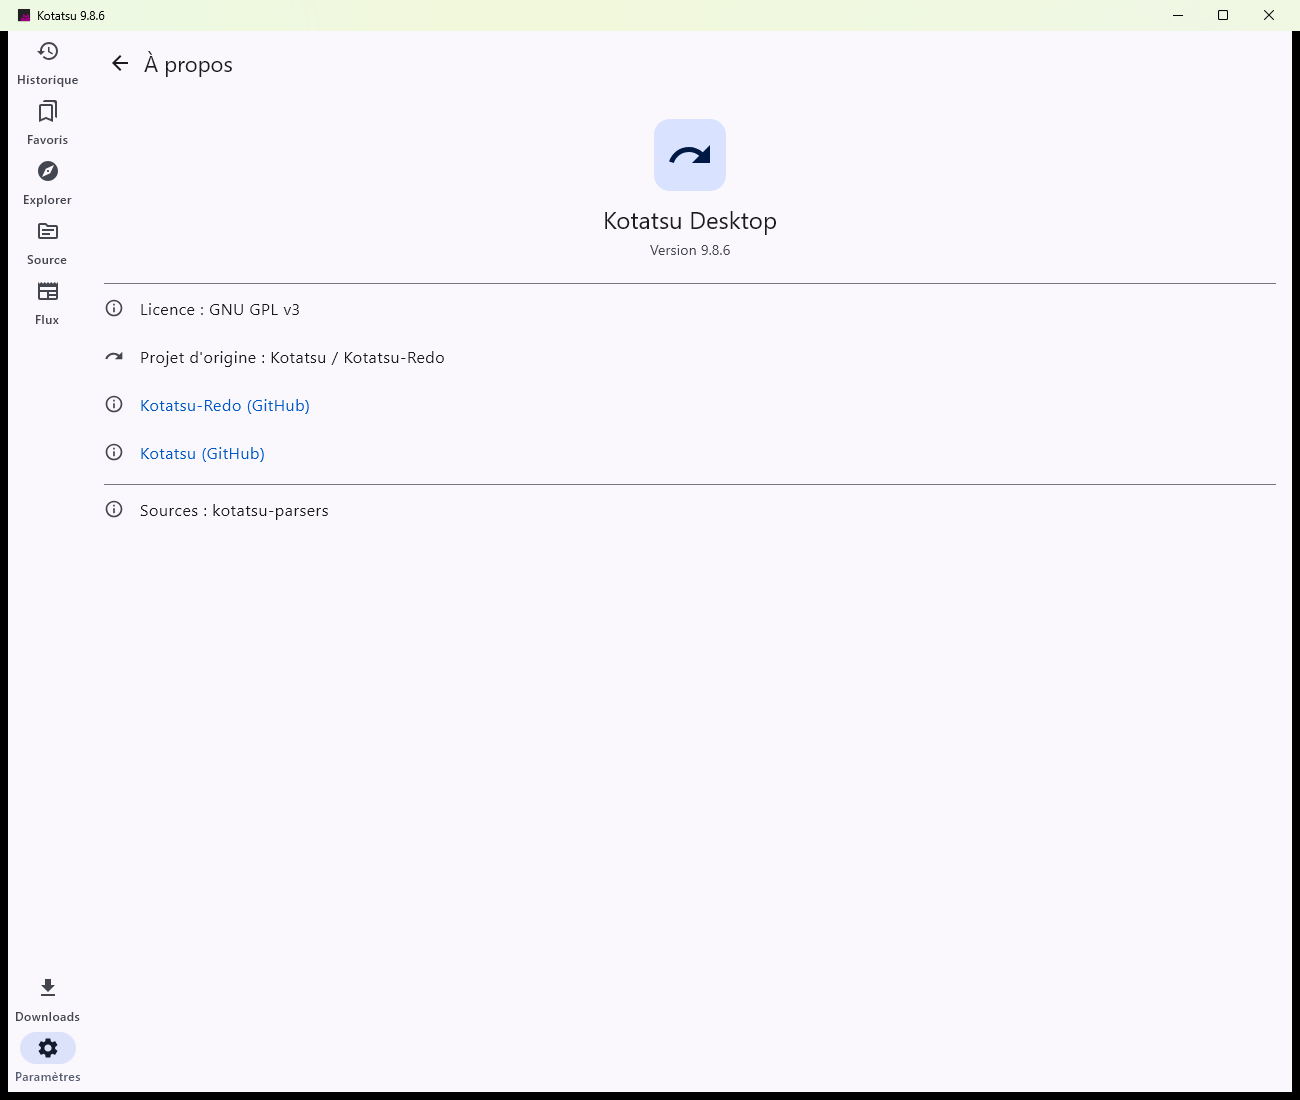 Kotatsu 9.8.6
Historique
Favoris
Explorer
Source
Flux
À propos
Kotatsu Desktop
Version 9.8.6
Licence : GNU GPL v3
Projet d'origine : Kotatsu / Kotatsu-Redo
Kotatsu-Redo (GitHub)
Kotatsu (GitHub)
Sources : kotatsu-parsers
Downloads
Paramètres